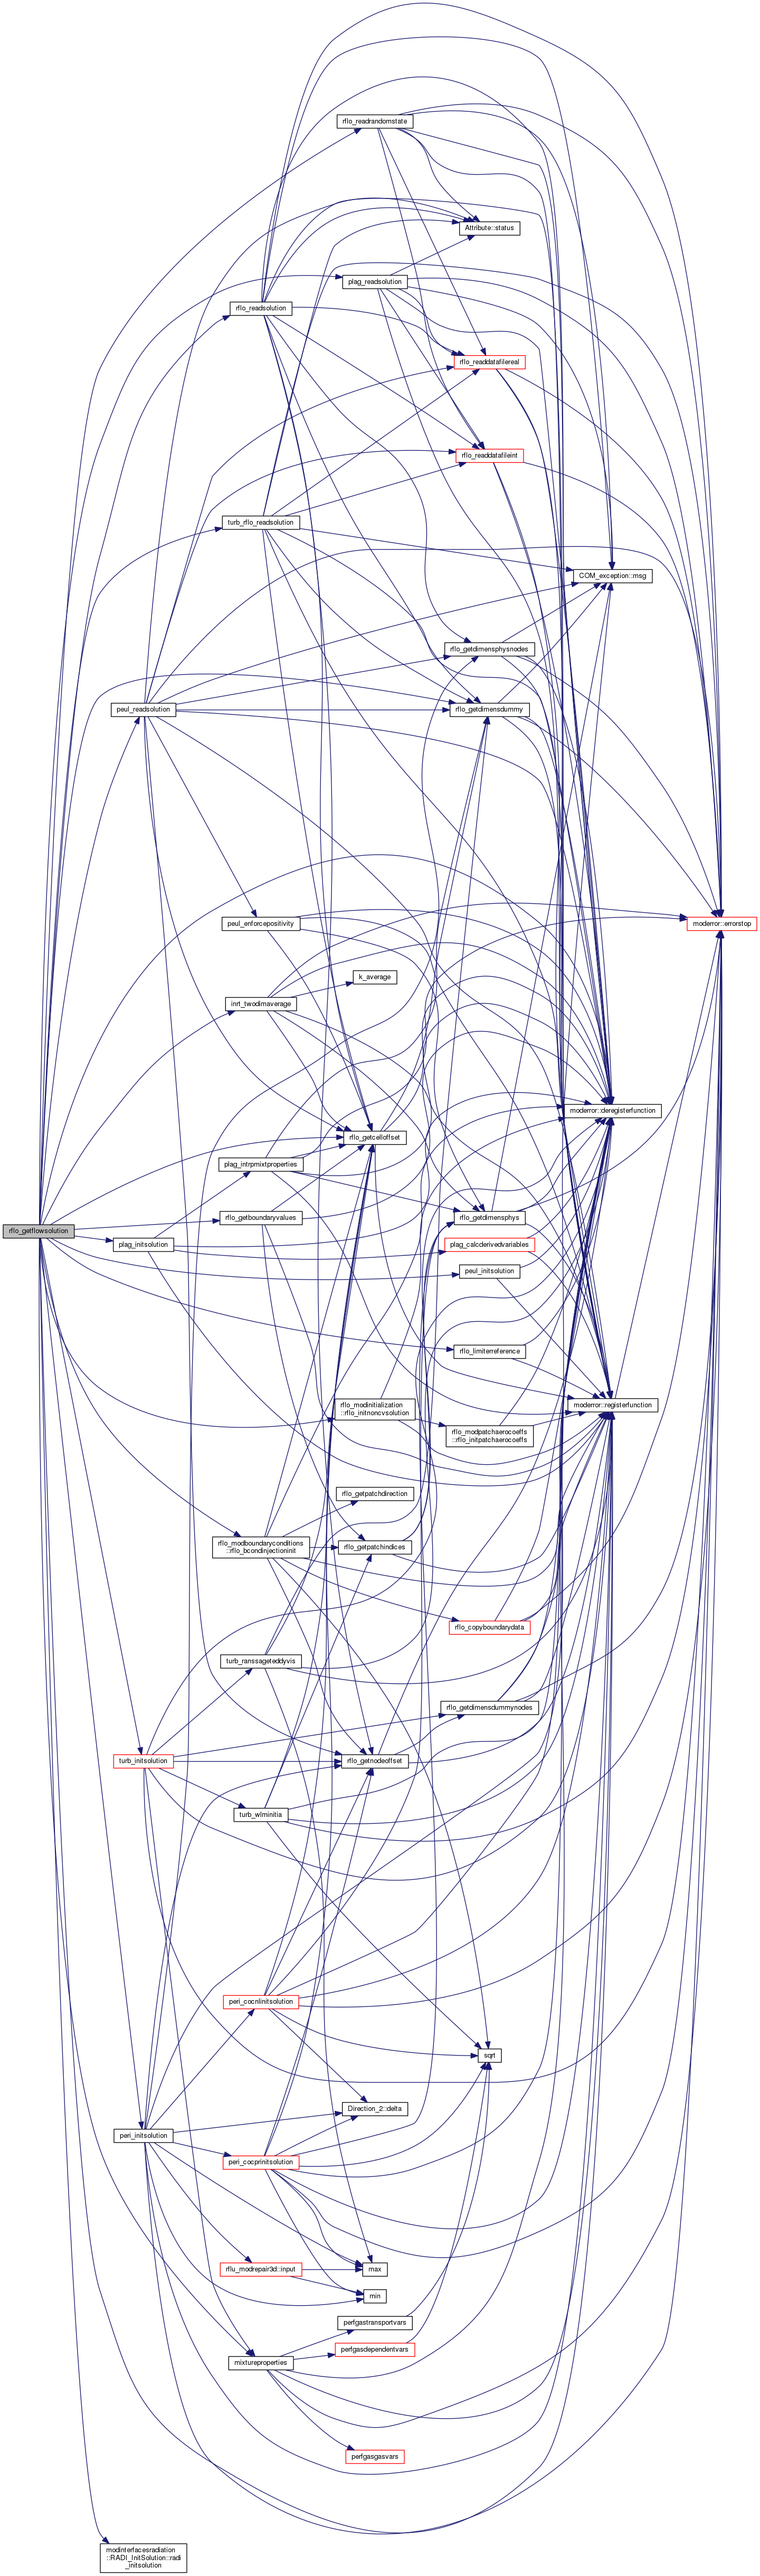 rflo_readrandomstate
Attribute::status
plag_readsolution
rflo_readsolution
rflo_readdatafilereal
rflo_readdatafileint
turb_rflo_readsolution
COM_exception::msg
rflo_getdimensphysnodes
peul_readsolution
rflo_getdimensdummy
peul_enforcepositivity
moderror::errorstop
k_average
inrt_twodimaverage
moderror::deregisterfunction
rflo_getcelloffset
plag_intrpmixtproperties
rflo_getboundaryvalues
rflo_getdimensphys
rflo_getflowsolution
plag_initsolution
plag_calcderivedvariables
peul_initsolution
rflo_limiterreference
rflo_modinitialization
::rflo_initnoncvsolution
moderror::registerfunction
rflo_modpatchaerocoeffs
::rflo_initpatchaerocoeffs
rflo_getpatchdirection
rflo_modboundaryconditions
::rflo_bcondinjectioninit
rflo_getpatchindices
rflo_copyboundarydata
turb_ranssageteddyvis
rflo_getdimensdummynodes
turb_initsolution
rflo_getnodeoffset
turb_wlminitia
peri_cocnlinitsolution
sqrt
Direction_2::delta
peri_initsolution
peri_cocprinitsolution
rflu_modrepair3d::input
max
min
perfgastransportvars
perfgasdependentvars
mixtureproperties
perfgasgasvars
modinterfacesradiation
::RADI_InitSolution::radi
_initsolution